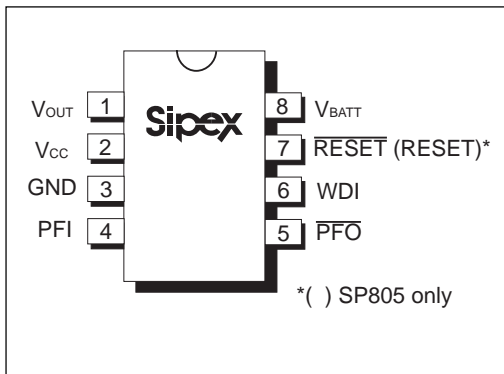 VOUT 1 Sipex 8 VBATT
VCC 2 7 RESET (RESET)*
GND 3 6 WDI
PFI 4 5 PFO
*( ) SP805 only